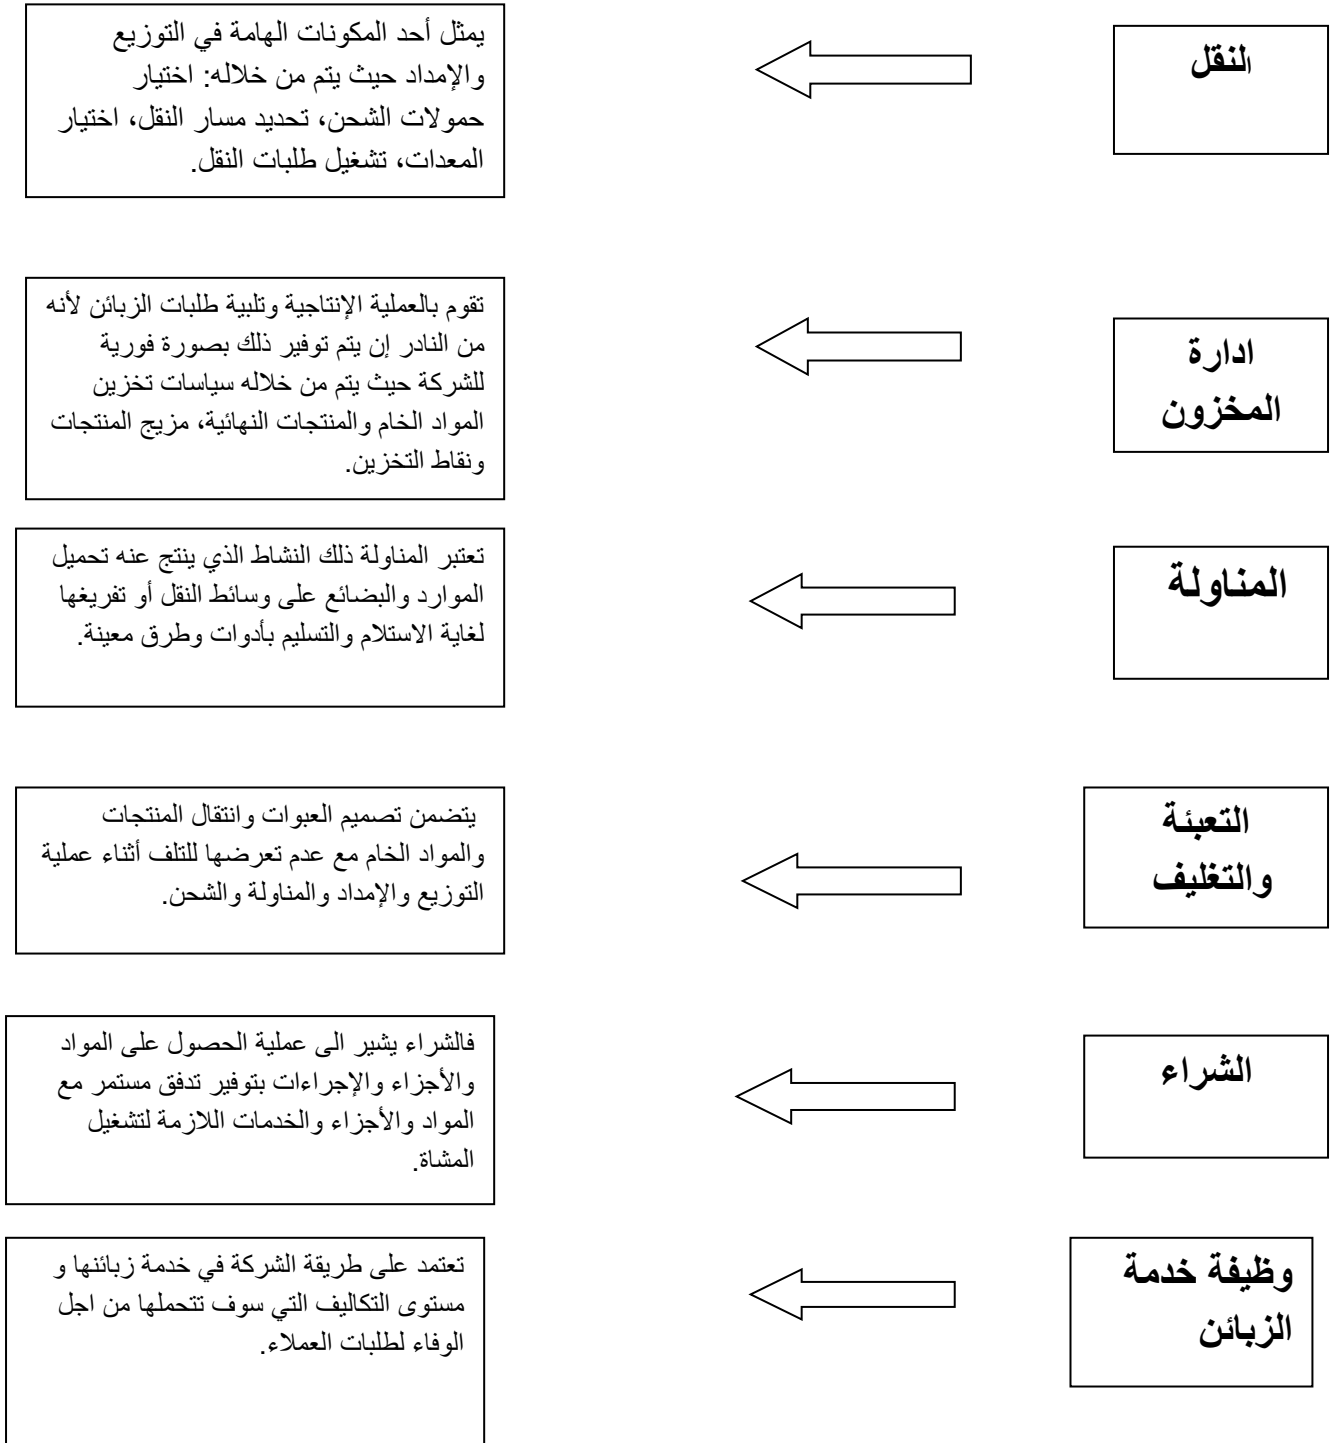 النقل
يمثل أحد المكونات الهامة في التوزيع
والإمداد حيث يتم من خلاله: اختيار
حمولات الشحن، تحديد مسار النقل، اختيار
المعدات، تشغيل طلبات النقل.
ادارة
المخزون
تقوم بالعملية الإنتاجية وتلبية طلبات الزبائن لأنه
من النادر إن يتم توفير ذلك بصورة فورية
للشركة حيث يتم من خلاله سياسات تخزين
المواد الخام والمنتجات النهائية، مزيج المنتجات
ونقاط التخزين.
المناولة
تعتبر المناولة ذلك النشاط الذي ينتج عنه تحميل
الموارد والبضائع على وسائط النقل أو تفريغها
لغاية الاستلام والتسليم بأدوات وطرق معينة.
التعبئة
والتغليف
يتضمن تصميم العبوات وانتقال المنتجات
والمواد الخام مع عدم تعرضها للتلف أثناء عملية
التوزيع والإمداد والمناولة والشحن.
الشراء
فالشراء يشير الى عملية الحصول على المواد
والأجزاء والإجراءات بتوفير تدفق مستمر مع
المواد والأجزاء والخدمات اللازمة لتشغيل
المشاة.
وظيفة خدمة
الزبائن
تعتمد على طريقة الشركة في خدمة زبائنها و
مستوى التكاليف التي سوف تتحملها من اجل
الوفاء لطلبات العملاء.